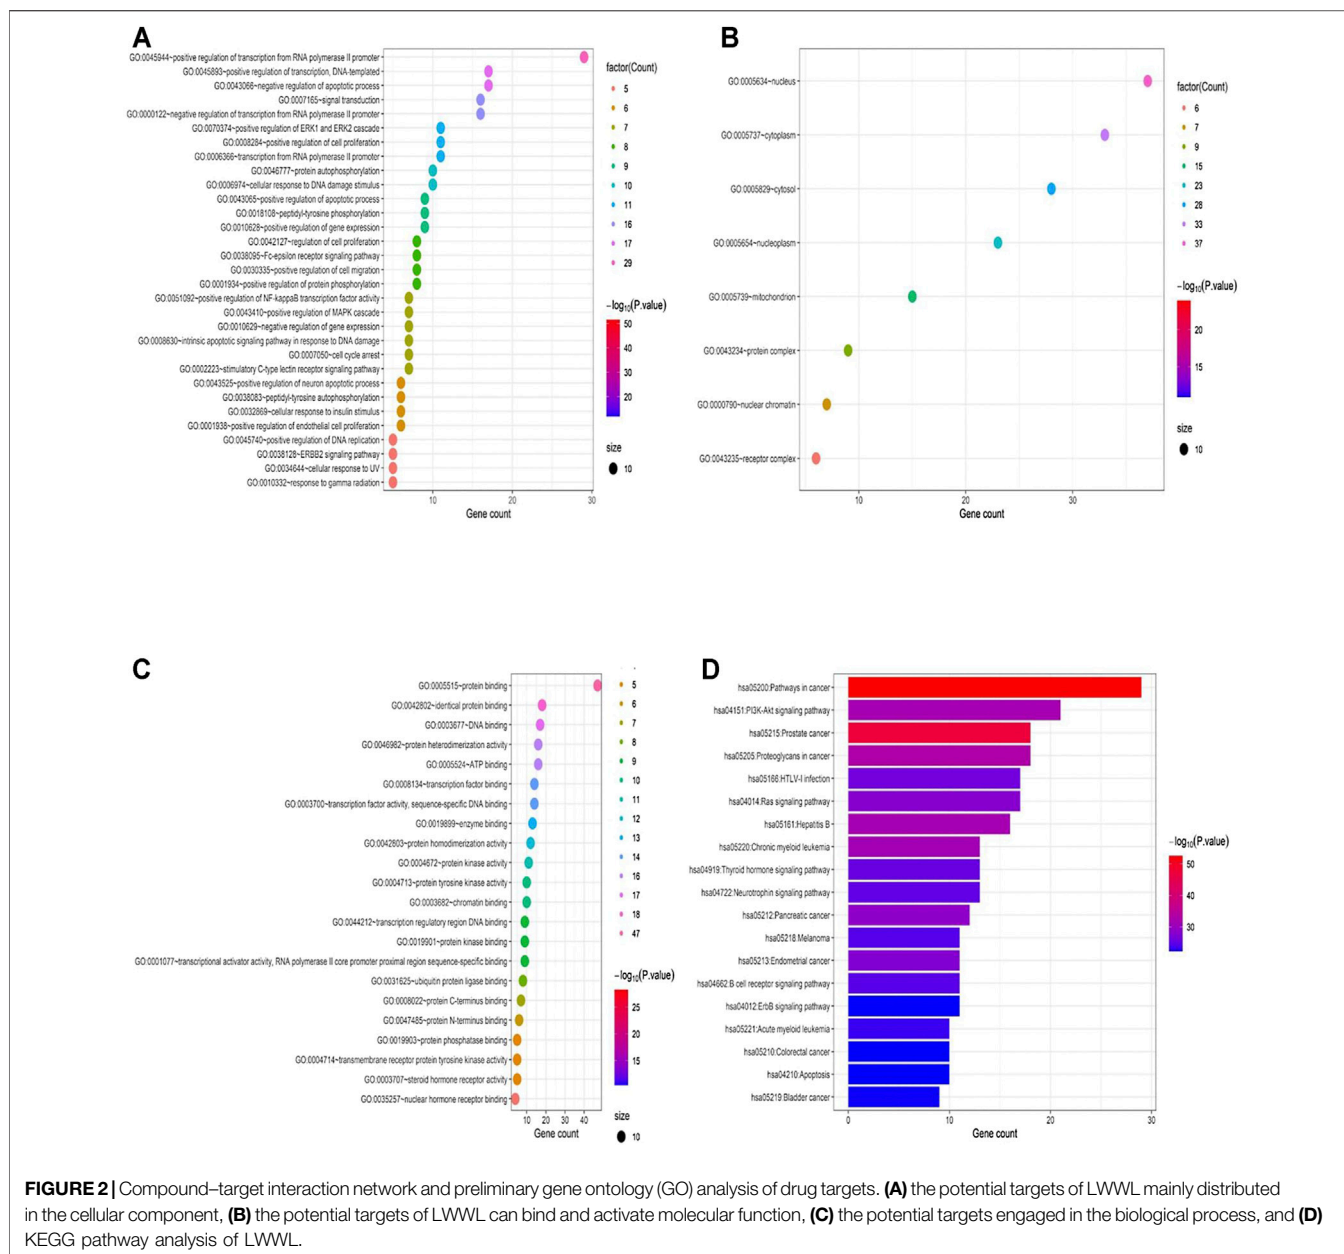 A
GO:0045944~positive regulation of transcription from RNA polymerase II promoter
GO:0045893~positive regulation of transcription, DNA-templated
GO:0043066~negative regulation of apoptotic process
GO:0007165~signal transduction
GO:0000122~negative regulation of transcription from RNA polymerase II promoter
GO:0070374~positive regulation of ERK1 and ERK2 cascade
GO:0008284~positive regulation of cell proliferation
GO:0006366~transcription from RNA polymerase II promoter
GO:0046777~protein autophosphorylation
GO:0006974~cellular response to DNA damage stimulus
GO:0043065~positive regulation of apoptotic process
GO:0018108~peptidyl-tyrosine phosphorylation
GO:0010628~positive regulation of gene expression
GO:0042127~regulation of cell proliferation
GO:0038095~Fc-epsilon receptor signaling pathway
GO:0030335~positive regulation of cell migration
GO:0001934~positive regulation of protein phosphorylation
GO:0051092~positive regulation of NF-kappaB transcription factor activity
GO:0043410~positive regulation of MAPK cascade
GO:0010629~negative regulation of gene expression
GO:0008630~intrinsic apoptotic signaling pathway in response to DNA damage
GO:0007050~cell cycle arrest
GO:0002223~stimulatory C-type lectin receptor signaling pathway
GO:0043525~positive regulation of neuron apoptotic process
GO:0038083~peptidyl-tyrosine autophosphorylation
GO:0032869~cellular response to insulin stimulus
GO:0001938~positive regulation of endothelial cell proliferation
GO:0045740~positive regulation of DNA replication
GO:0038128~ERBB2 signaling pathway
GO:0034644~cellular response to UV
GO:0010332~response to gamma radiation
10 20 30
Gene count
factor(Count)
5
6
7
8
9
10
11
16
17
29
−log10(P.value)
50
40
30
20
size
10
B
GO:0005634~nucleus
GO:0005737~cytoplasm
GO:0005829~cytosol
GO:0005654~nucleoplasm
GO:0005739~mitochondrion
GO:0043234~protein complex
GO:0000790~nuclear chromatin
GO:0043235~receptor complex
10 20 30
Gene count
factor(Count)
6
7
9
15
23
28
33
37
−log10(P.value)
20
15
size
10
C
GO:0005515~protein binding
GO:0042802~identical protein binding
GO:0003677~DNA binding
GO:0046982~protein heterodimerization activity
GO:0005524~ATP binding
GO:0008134~transcription factor binding
GO:0003700~transcription factor activity, sequence-specific DNA binding
GO:0019899~enzyme binding
GO:0042803~protein homodimerization activity
GO:0004672~protein kinase activity
GO:0004713~protein tyrosine kinase activity
GO:0003682~chromatin binding
GO:0044212~transcription regulatory region DNA binding
GO:0019901~protein kinase binding
GO:0001077~transcriptional activator activity, RNA polymerase II core promoter proximal region sequence-specific binding
GO:0031625~ubiquitin protein ligase binding
GO:0008022~protein C-terminus binding
GO:0047485~protein N-terminus binding
GO:0019903~protein phosphatase binding
GO:0004714~transmembrane receptor protein tyrosine kinase activity
GO:0003707~steroid hormone receptor activity
GO:0035257~nuclear hormone receptor binding
10 20 30 40
Gene count
5
6
7
8
9
10
11
12
13
14
16
17
18
47
−log10(P.value)
25
20
15
size
10
D
hsa05200:Pathways in cancer
hsa04151:PI3K-Akt signaling pathway
hsa05215:Prostate cancer
hsa05205:Proteoglycans in cancer
hsa05166:HTLV-I infection
hsa04014:Ras signaling pathway
hsa05161:Hepatitis B
hsa05220:Chronic myeloid leukemia
hsa04919:Thyroid hormone signaling pathway
hsa04722:Neurotrophin signaling pathway
hsa05212:Pancreatic cancer
hsa05218:Melanoma
hsa05213:Endometrial cancer
hsa04662:B cell receptor signaling pathway
hsa04012:ErbB signaling pathway
hsa05221:Acute myeloid leukemia
hsa05210:Colorectal cancer
hsa04210:Apoptosis
hsa05219:Bladder cancer
0 10 20 30
Gene count
−log10(P.value)
50
40
30
FIGURE 2 | Compound–target interaction network and preliminary gene ontology (GO) analysis of drug targets. (A) the potential targets of LWWL mainly distributed
in the cellular component, (B) the potential targets of LWWL can bind and activate molecular function, (C) the potential targets engaged in the biological process, and (D)
KEGG pathway analysis of LWWL.